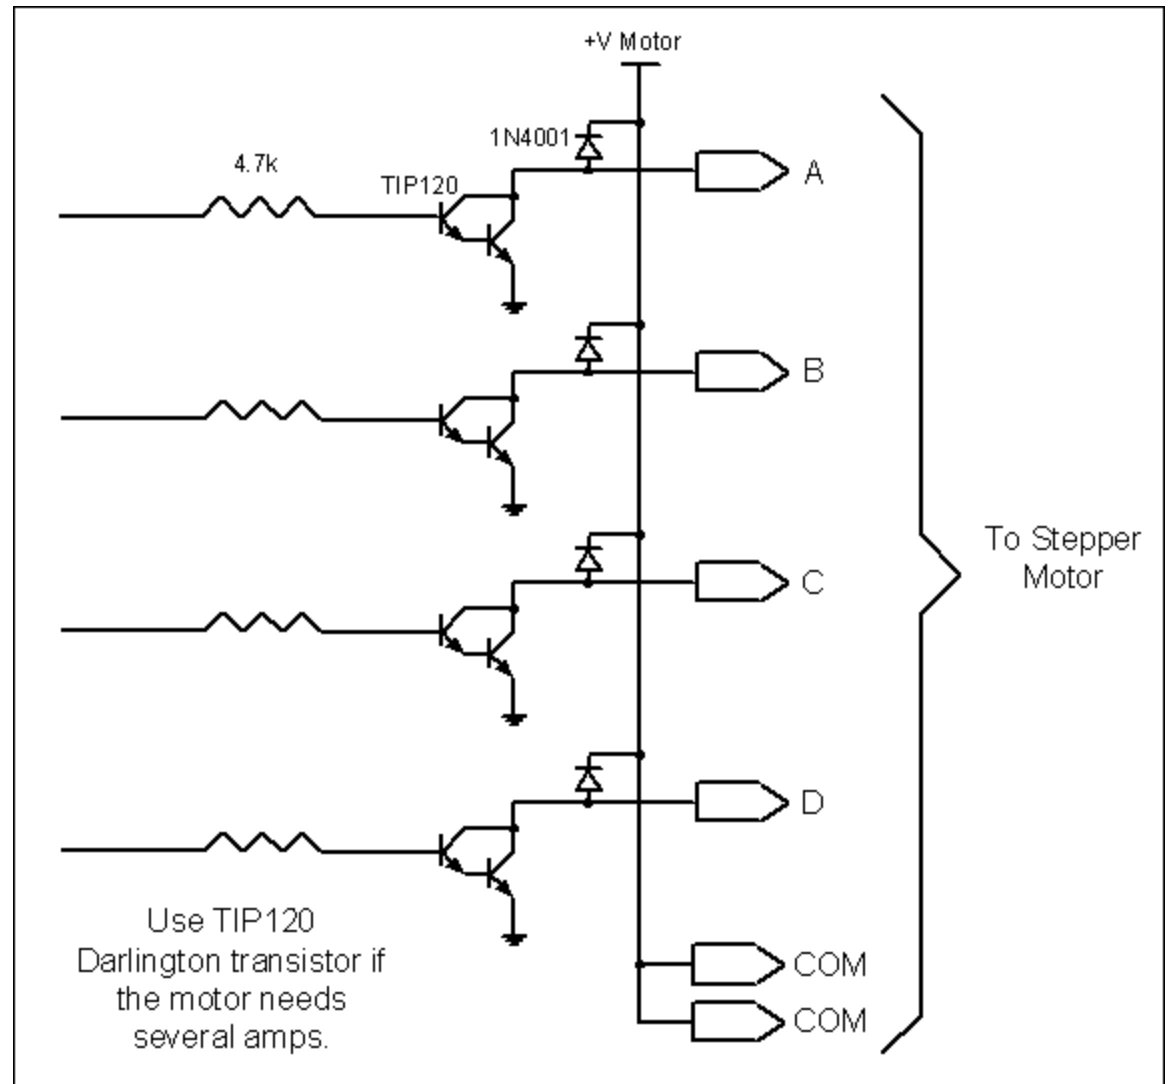 +V Motor
1N4001
4.7k
TIP120
A
B
To Stepper
Motor
C
D
Use TIP120
Darlington transistor if
the motor needs
several amps.
COM
COM